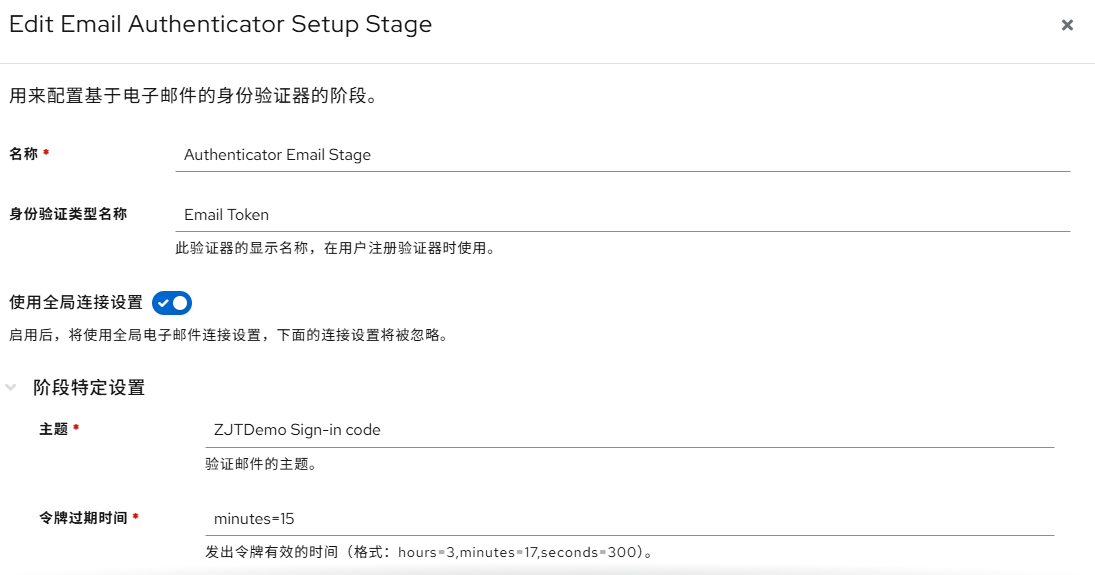 Edit Email Authenticator Setup Stage
用来配置基于电子邮件的身份验证器的阶段。
名称 *
Authenticator Email Stage
身份验证类型名称
Email Token
此验证器的显示名称，在用户注册验证器时使用。
使用全局连接设置
启用后，将使用全局电子邮件连接设置，下面的连接设置将被忽略。
阶段特定设置
主题 *
ZJTDemo Sign-in code
验证邮件的主题。
令牌过期时间 *
minutes=15
发出令牌有效的时间（格式：hours=3,minutes=17,seconds=300）。